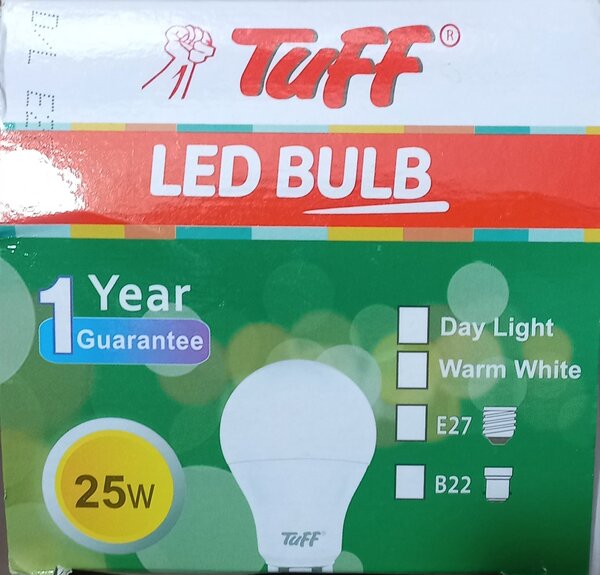 TUFF®
LED BULB
1 Year
Guarantee
Day Light
Warm White
E27
B22
25W
TUFF